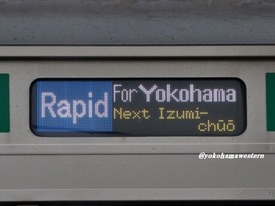 Rapid
For Yokohama
Next Izumi-
chūō
@yokohamawestern